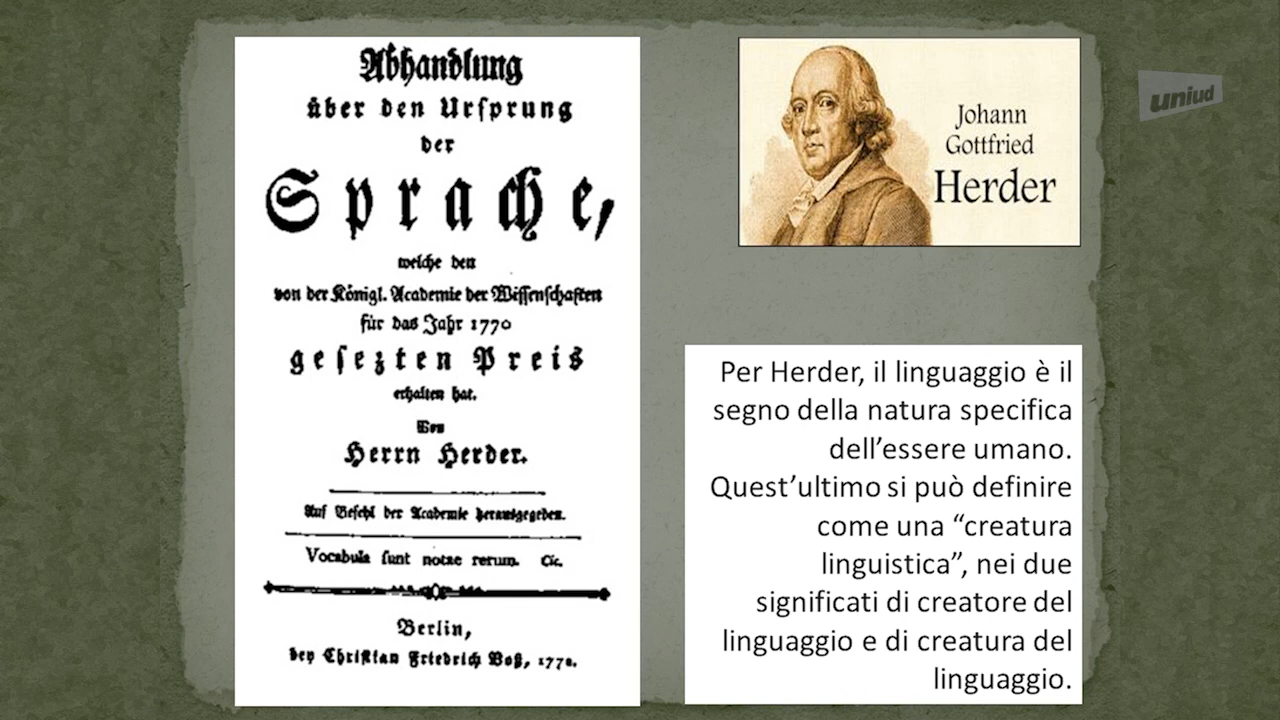 Abhandlung
über den Ursprung
der
Sprache,
welche den
von der Königl. Academie der Wissenschaften
für das Jahr 1770
gesezten Preis
erhalten hat.
Von
Herrn Herder.
Auf Befehl der Academie herausgegeben.
Vocabula sunt notae rerum. Cic.
Berlin,
bey Christian Friedrich Voß, 1772.
Johann
Gottfried
Herder
uniud
Per Herder, il linguaggio è il
segno della natura specifica
dell'essere umano.
Quest'ultimo si può definire
come una “creatura
linguistica”, nei due
significati di creatore del
linguaggio e di creatura del
linguaggio.